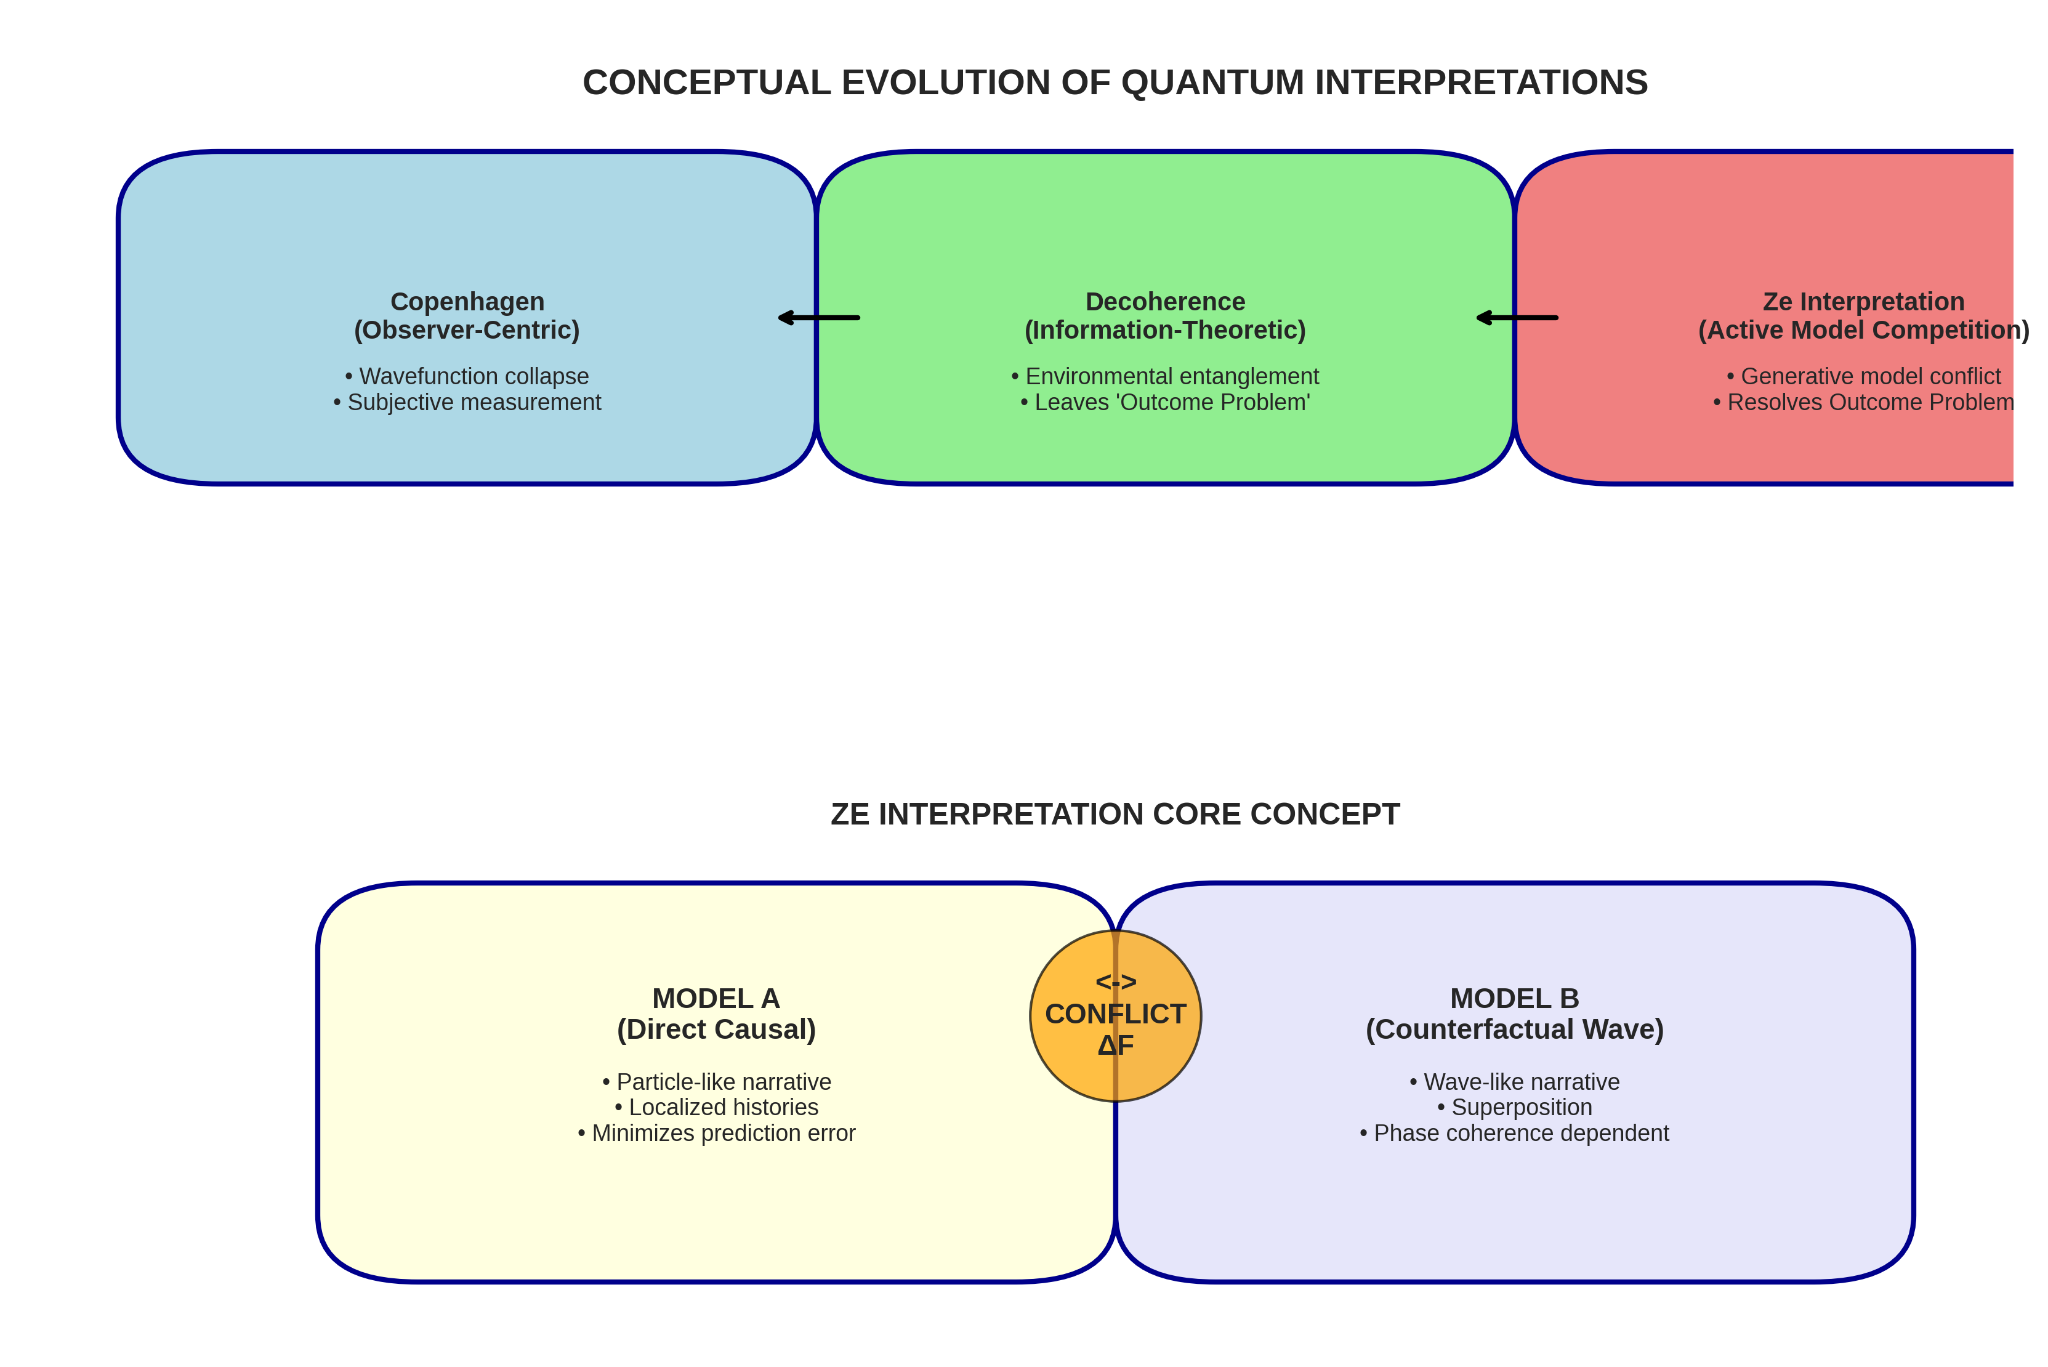 CONCEPTUAL EVOLUTION OF QUANTUM INTERPRETATIONS
Copenhagen
(Observer-Centric)
• Wavefunction collapse
• Subjective measurement
Decoherence
(Information-Theoretic)
• Environmental entanglement
• Leaves 'Outcome Problem'
Ze Interpretation
(Active Model Competition)
• Generative model conflict
• Resolves Outcome Problem
ZE INTERPRETATION CORE CONCEPT
MODEL A
(Direct Causal)
• Particle-like narrative
• Localized histories
• Minimizes prediction error
<->
CONFLICT
ΔF
MODEL B
(Counterfactual Wave)
• Wave-like narrative
• Superposition
• Phase coherence dependent